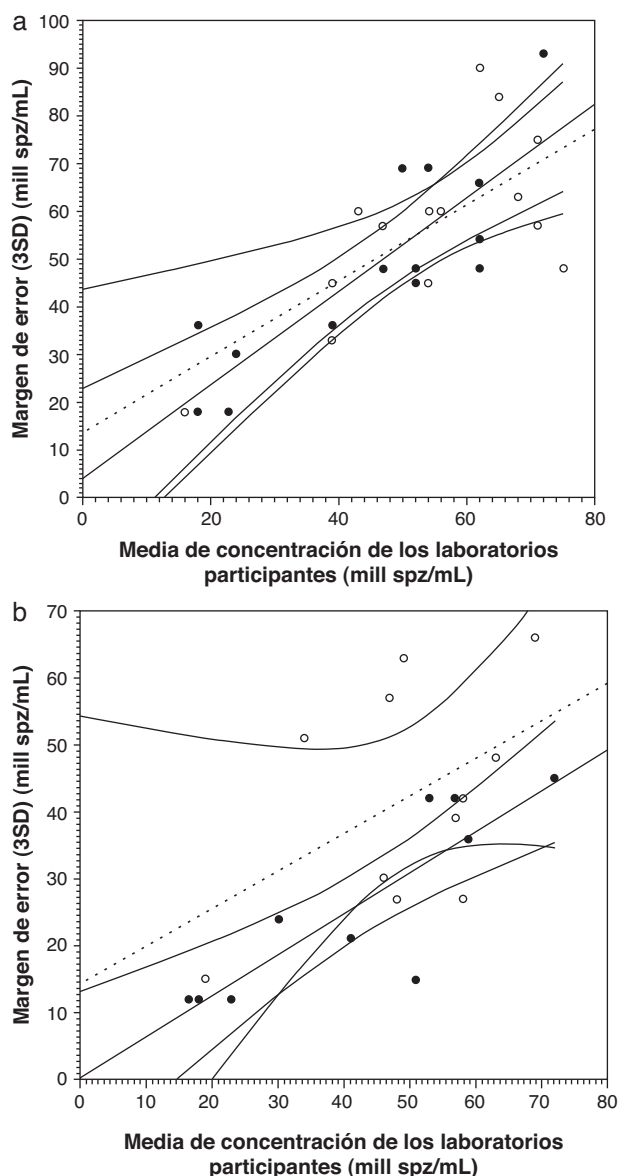 a
100
90
80
70
60
50
40
30
20
10
0
Margen de error (3SD) (mill spz/mL)
0 20 40 60 80
Media de concentración de los laboratorios
participantes (mill spz/mL)
b
70
60
50
40
30
20
10
0
Margen de error (3SD) (mill spz/mL)
0 10 20 30 40 50 60 70 80
Media de concentración de los laboratorios
participantes (mill spz/mL)